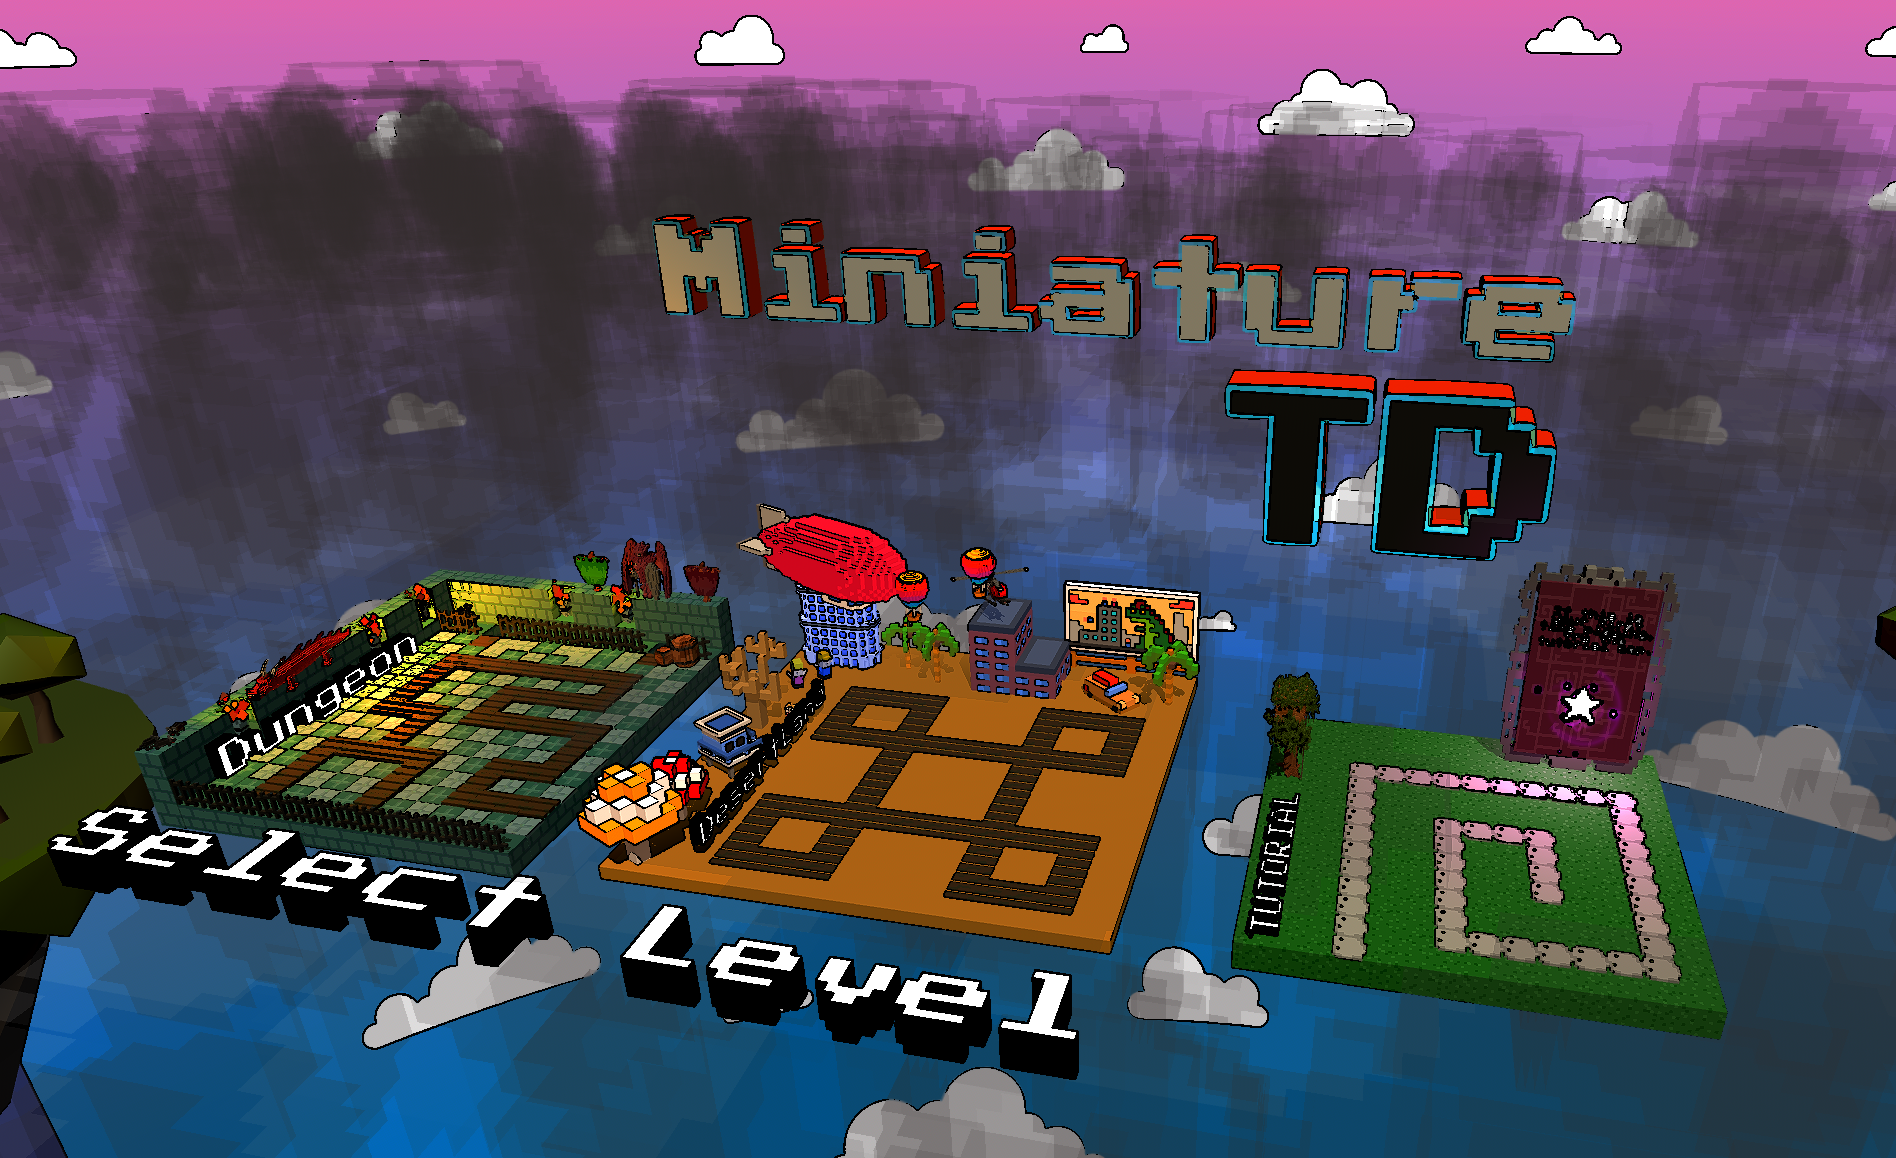 Miniature
TD
Dungeon
Desert Land
TUTORIAL
Select Level